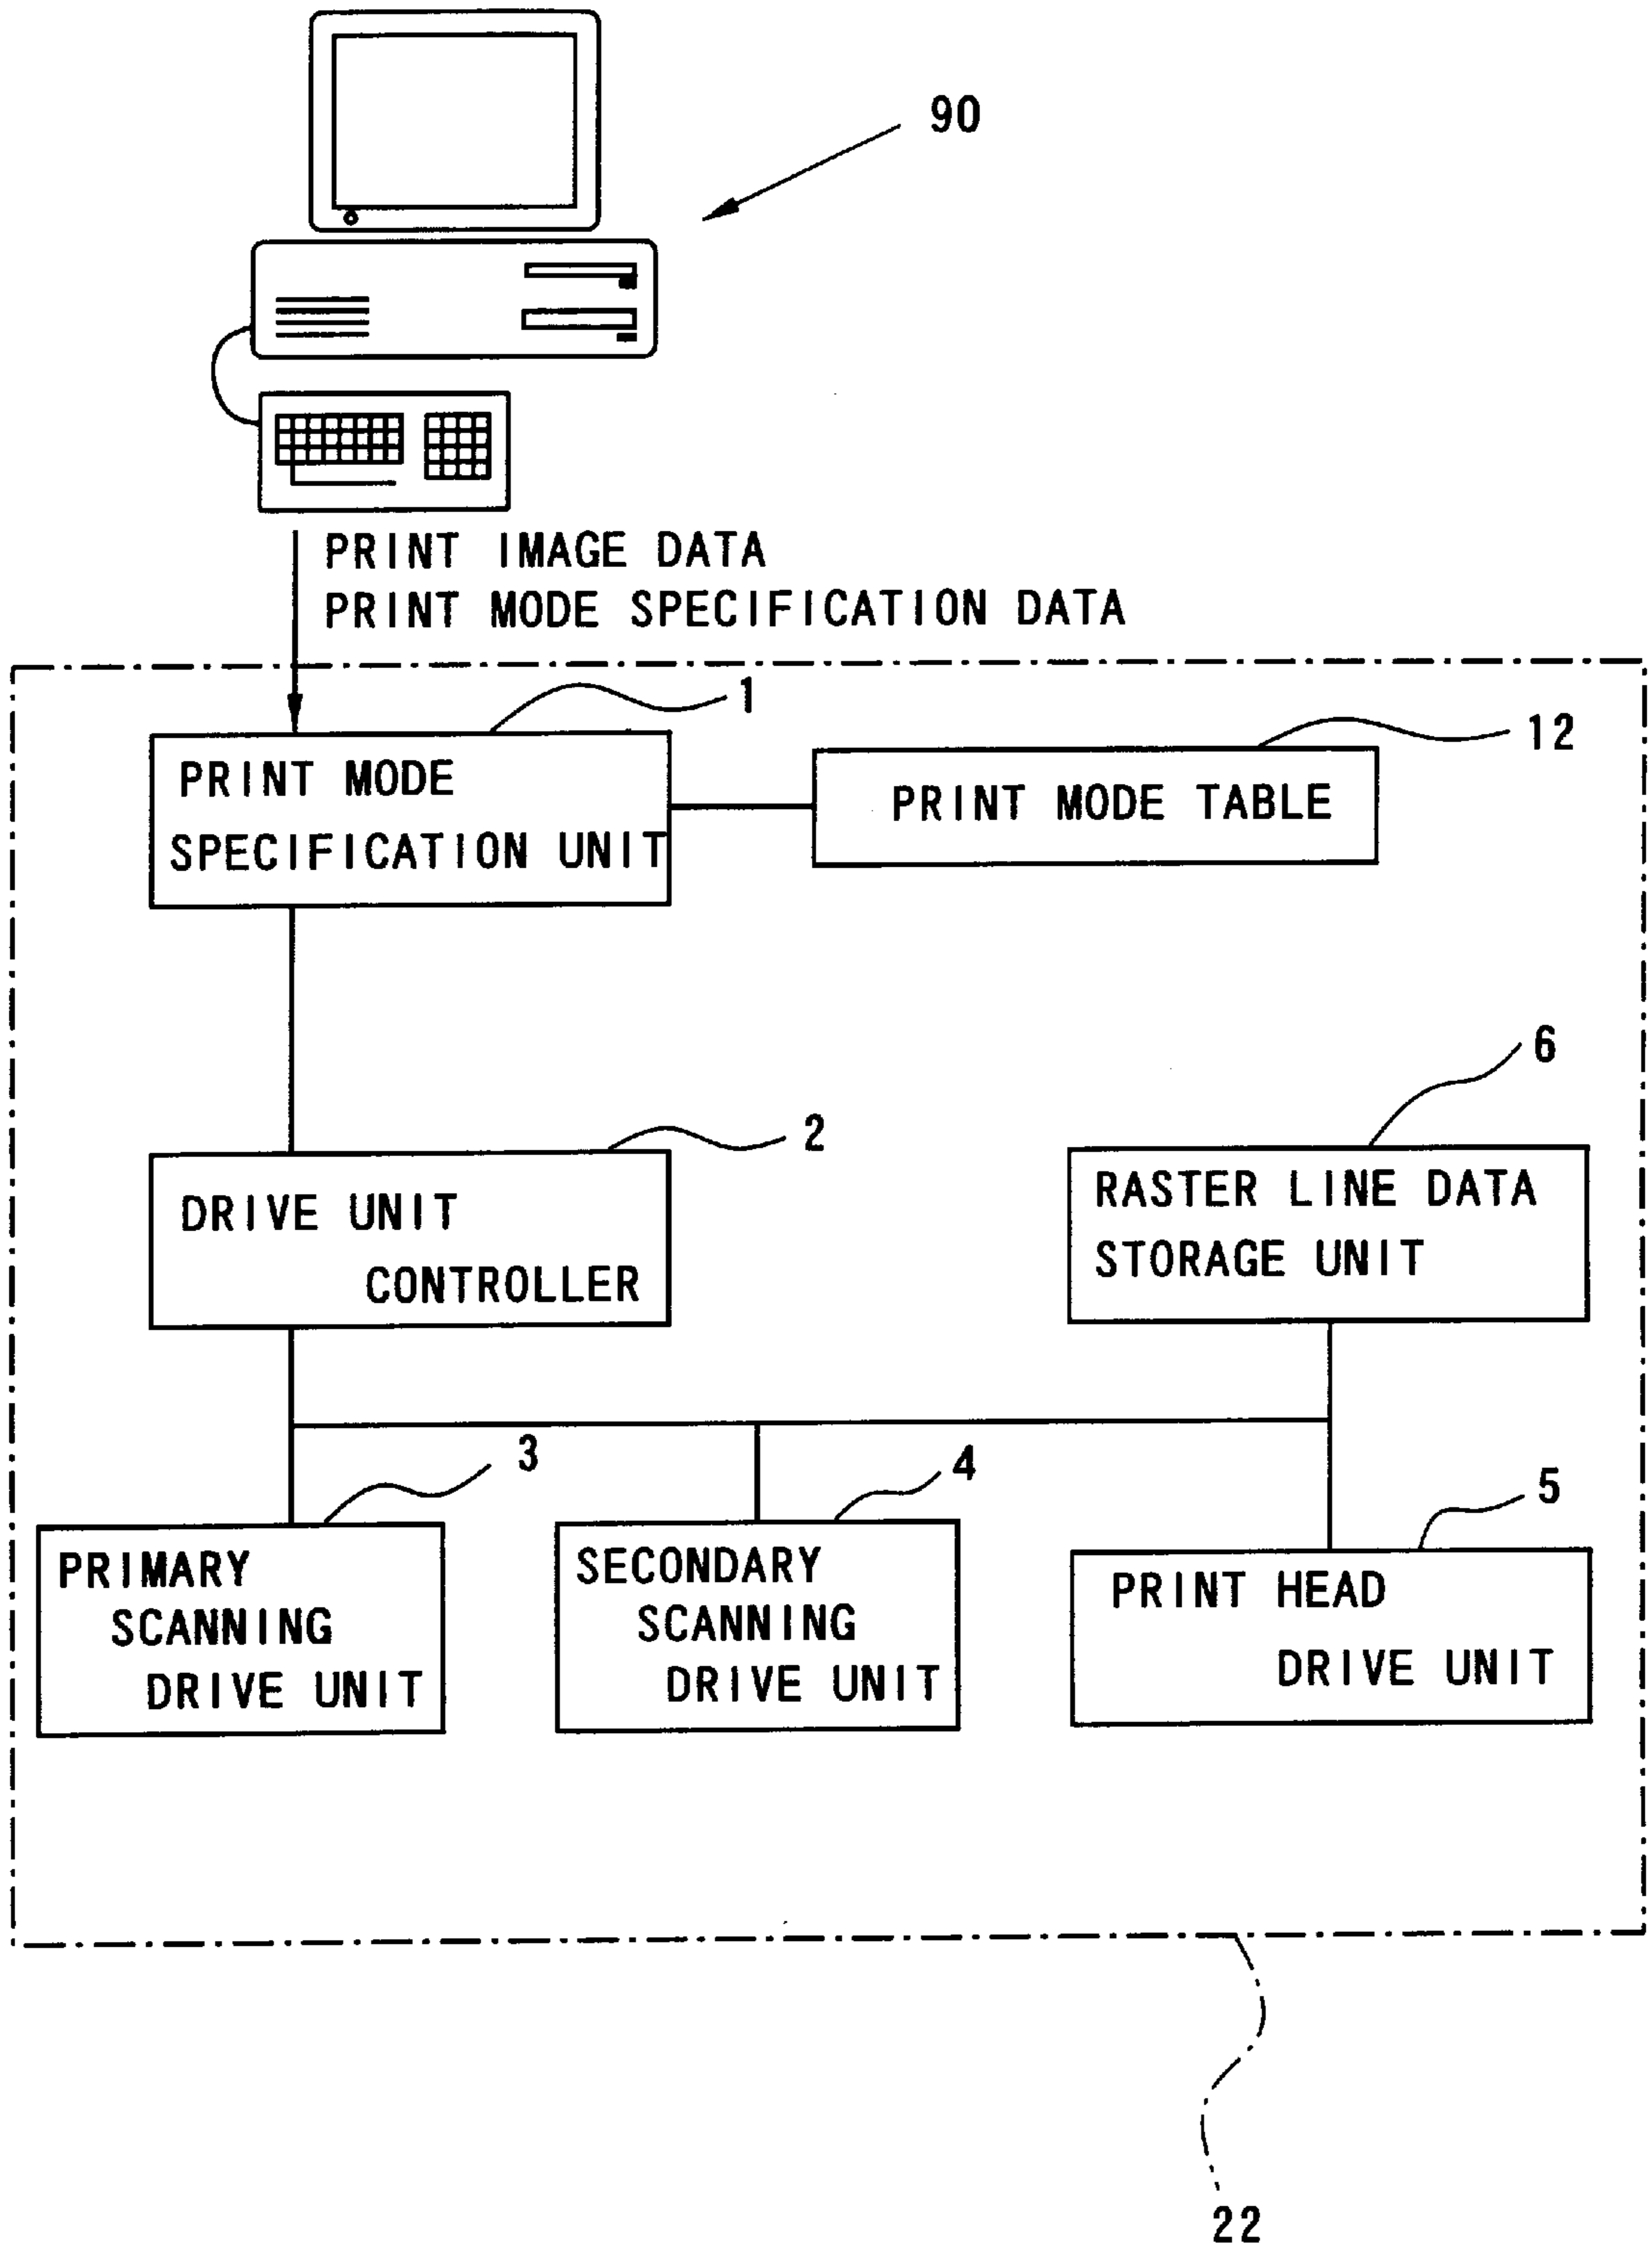 90
PRINT IMAGE DATA
PRINT MODE SPECIFICATION DATA
1
12
PRINT MODE
SPECIFICATION UNIT
PRINT MODE TABLE
6
2
DRIVE UNIT
CONTROLLER
RASTER LINE DATA
STORAGE UNIT
3
4
5
PRIMARY
SCANNING
DRIVE UNIT
SECONDARY
SCANNING
DRIVE UNIT
PRINT HEAD
DRIVE UNIT
22